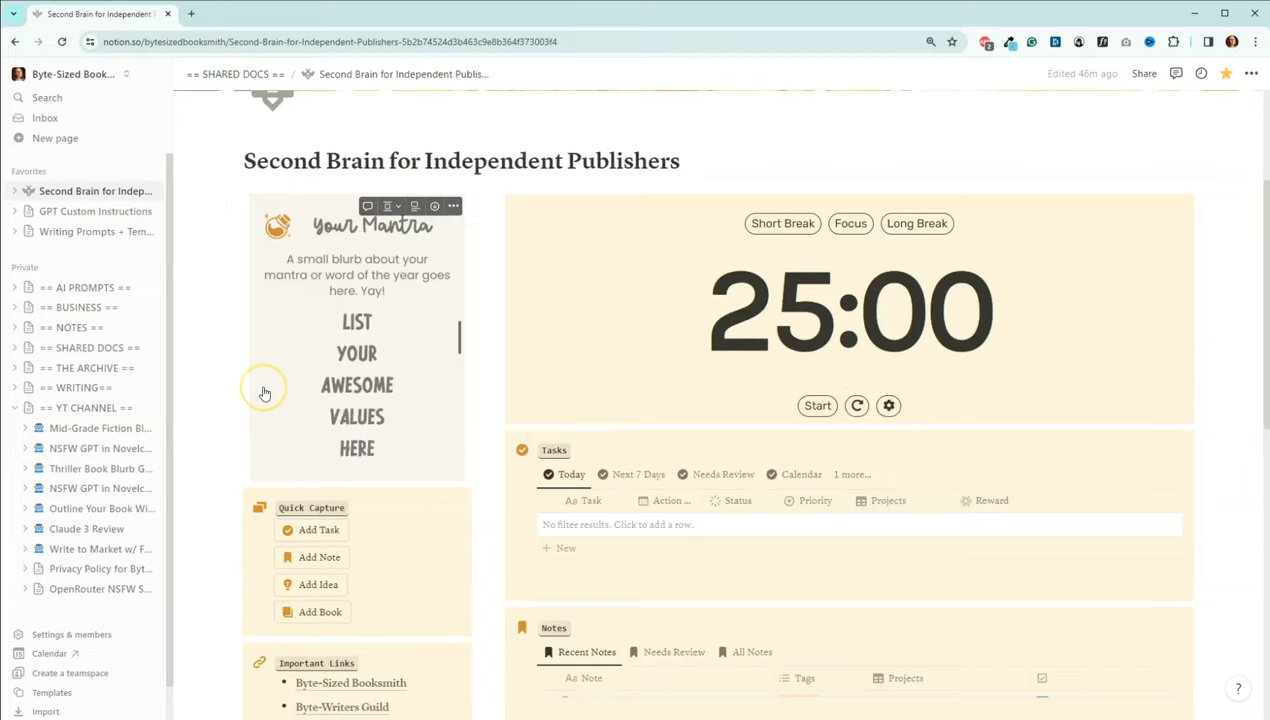 Second Brain for Independent P
notion.so/bytesizedbooksmith/Second-Brain-for-Independent-Publishers-5b2b74524d3b463c9e8b364f373003f4
Byte-Sized Book...
== SHARED DOCS == / Second Brain for Independent Publis...
Edited 46m ago
Share
Search
Inbox
New page
Favorites
Second Brain for Indep...
GPT Custom Instructions
Writing Prompts + Tem...
Private
== AI PROMPTS ==
== BUSINESS ==
== NOTES ==
== SHARED DOCS ==
== THE ARCHIVE ==
== WRITING==
== YT CHANNEL ==
Mid-Grade Fiction Bl...
NSFW GPT in Novelc...
Thriller Book Blurb G...
NSFW GPT in Novelc...
Outline Your Book Wi...
Claude 3 Review
Write to Market w/ F...
Privacy Policy for Byt...
OpenRouter NSFW S...
Settings & members
Calendar ↗
Create a teamspace
Templates
Import
Second Brain for Independent Publishers
Your Mantra
A small blurb about your
mantra or word of the year goes
here. Yay!
LIST
YOUR
AWESOME
VALUES
HERE
Quick Capture
Add Task
Add Note
Add Idea
Add Book
Important Links
Byte-Sized Booksmith
Byte-Writers Guild
Short Break Focus Long Break
25:00
Start
Tasks
Today Next 7 Days Needs Review Calendar 1 more...
Aa Task Action ... Status Priority Projects Reward
No filter results. Click to add a row.
+ New
Notes
Recent Notes Needs Review All Notes
Aa Note Tags Projects
?